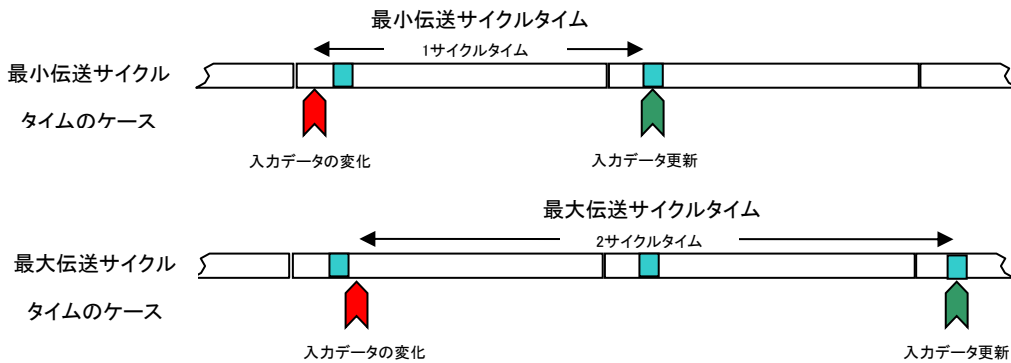 最小伝送サイクルタイム
1サイクルタイム
最小伝送サイクル
タイムのケース
入力データの変化
入力データ更新
最大伝送サイクルタイム
2サイクルタイム
最大伝送サイクル
タイムのケース
入力データの変化
入力データ更新